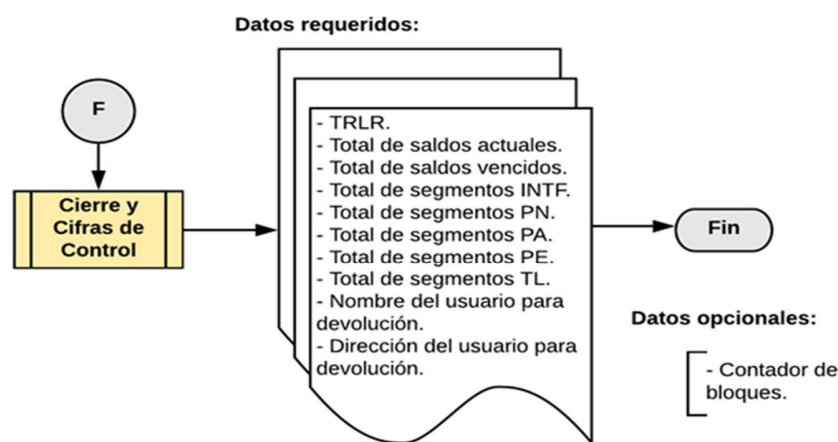 Datos requeridos:
F
Cierre y
Cifras de
Control
- TRLR.
- Total de saldos actuales.
- Total de saldos vencidos.
- Total de segmentos INTF.
- Total de segmentos PN.
- Total de segmentos PA.
- Total de segmentos PE.
- Total de segmentos TL.
- Nombre del usuario para
devolución.
- Dirección del usuario para
devolución.
Fin
Datos opcionales:
- Contador de
bloques.